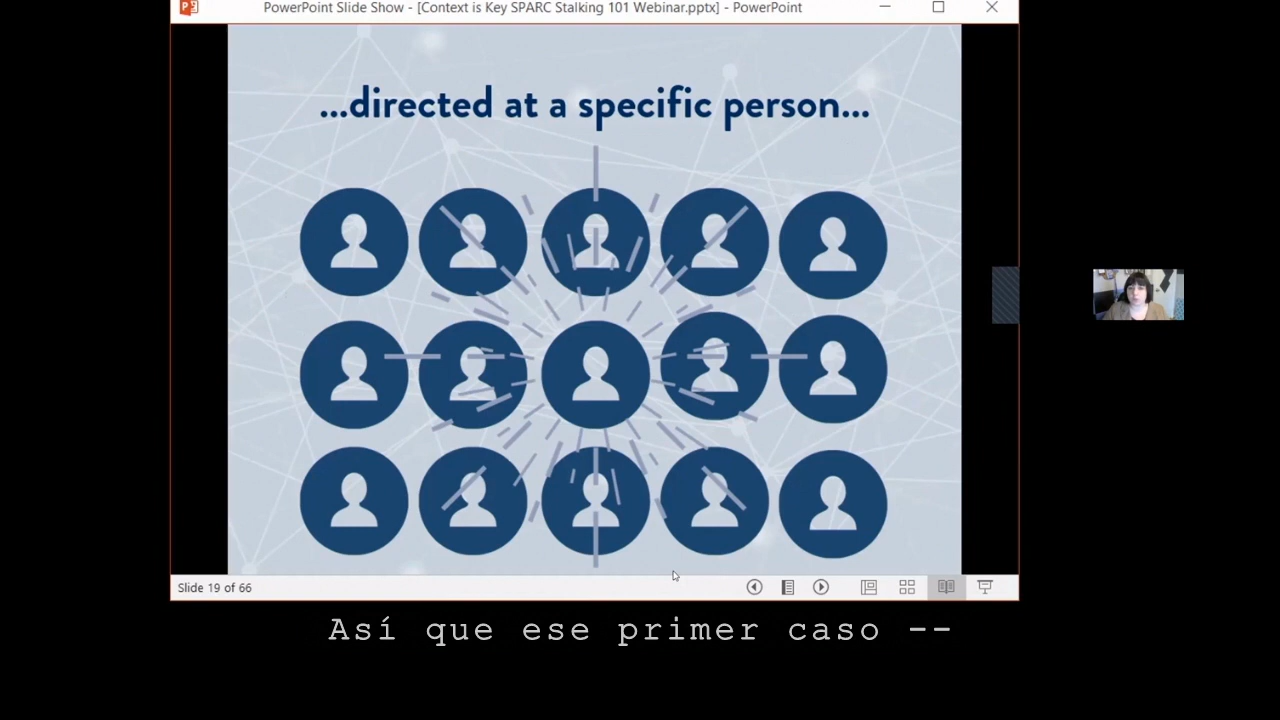 PowerPoint Slide Show - [Context is Key SPARC Stalking 101 Webinar.pptx] - PowerPoint
...directed at a specific person...
Slide 19 of 66
Así que ese primer caso --